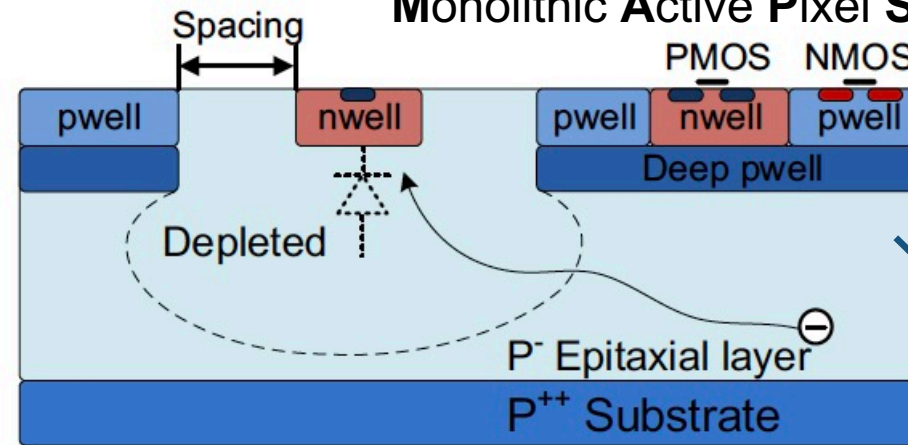 Monolithic Active Pixel S
Spacing
PMOS NMOS
pwell nwell pwell nwell pwell
Deep pwell
Depleted
P- Epitaxial layer
P++ Substrate